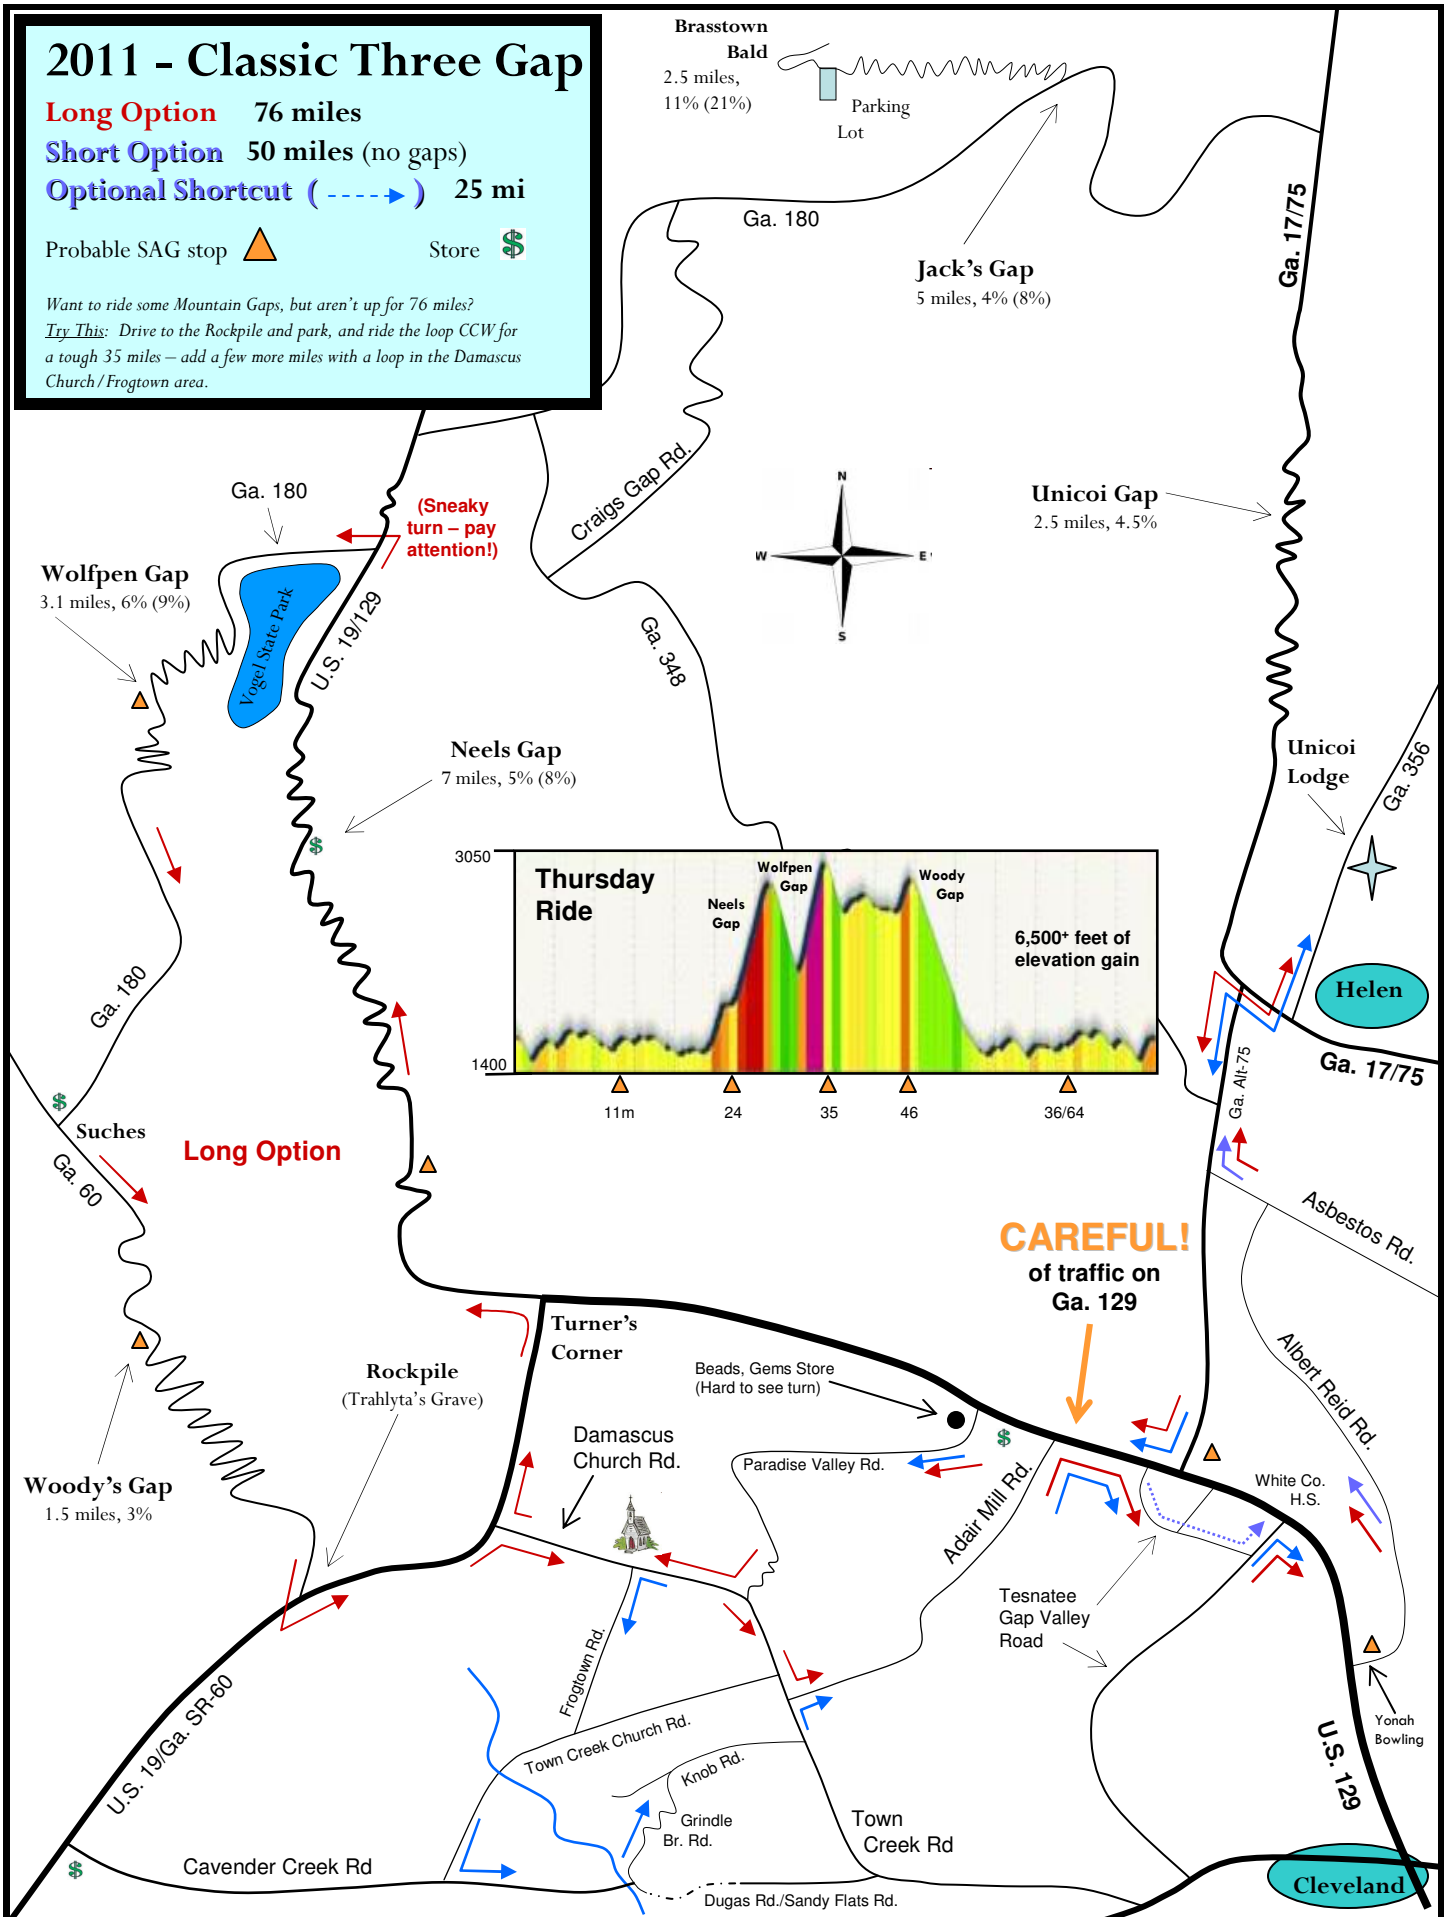 2011 - Classic Three Gap
Long Option 76 miles
Short Option 50 miles (no gaps)
Optional Shortcut ( ) 25 mi
Probable SAG stop
Store $
Want to ride some Mountain Gaps, but aren't up for 76 miles?
Try This: Drive to the Rockpile and park, and ride the loop CCW for
a tough 35 miles – add a few more miles with a loop in the Damascus
Church/Frogtown area.
Brasstown
Bald
2.5 miles,
11% (21%)
Parking
Lot
Ga. 180
Jack's Gap
5 miles, 4% (8%)
Ga. 17/75
Craigs Gap Rd.
Ga. 180
(Sneaky
turn – pay
attention!)
Wolfpen Gap
3.1 miles, 6% (9%)
Vogel State Park
U.S. 19/129
N
W
E
S
Unicoi Gap
2.5 miles, 4.5%
Ga. 348
Neels Gap
7 miles, 5% (8%)
$
Unicoi
Lodge
Ga. 356
3050
1400
Thursday
Ride
Neels
Gap
Wolfpen
Gap
Woody
Gap
6,500+ feet of
elevation gain
11m
24
35
46
36/64
Helen
Ga. 17/75
Ga. Alt-75
Ga. 180
$
Suches
Ga. 60
Long Option
Asbestos Rd.
CAREFUL!
of traffic on
Ga. 129
Turner's
Corner
Rockpile
(Trahlyta's Grave)
Beads, Gems Store
(Hard to see turn)
$
Albert Reid Rd.
Damascus
Church Rd.
Paradise Valley Rd.
Adair Mill Rd.
White Co.
H.S.
Woody's Gap
1.5 miles, 3%
Tesnatee
Gap Valley
Road
Frogtown Rd.
U.S. 19/Ga. SR-60
Town Creek Church Rd.
Knob Rd.
Grindle
Br. Rd.
Yonah
Bowling
U.S. 129
Town
Creek Rd
$
Cavender Creek Rd
Dugas Rd./Sandy Flats Rd.
Cleveland